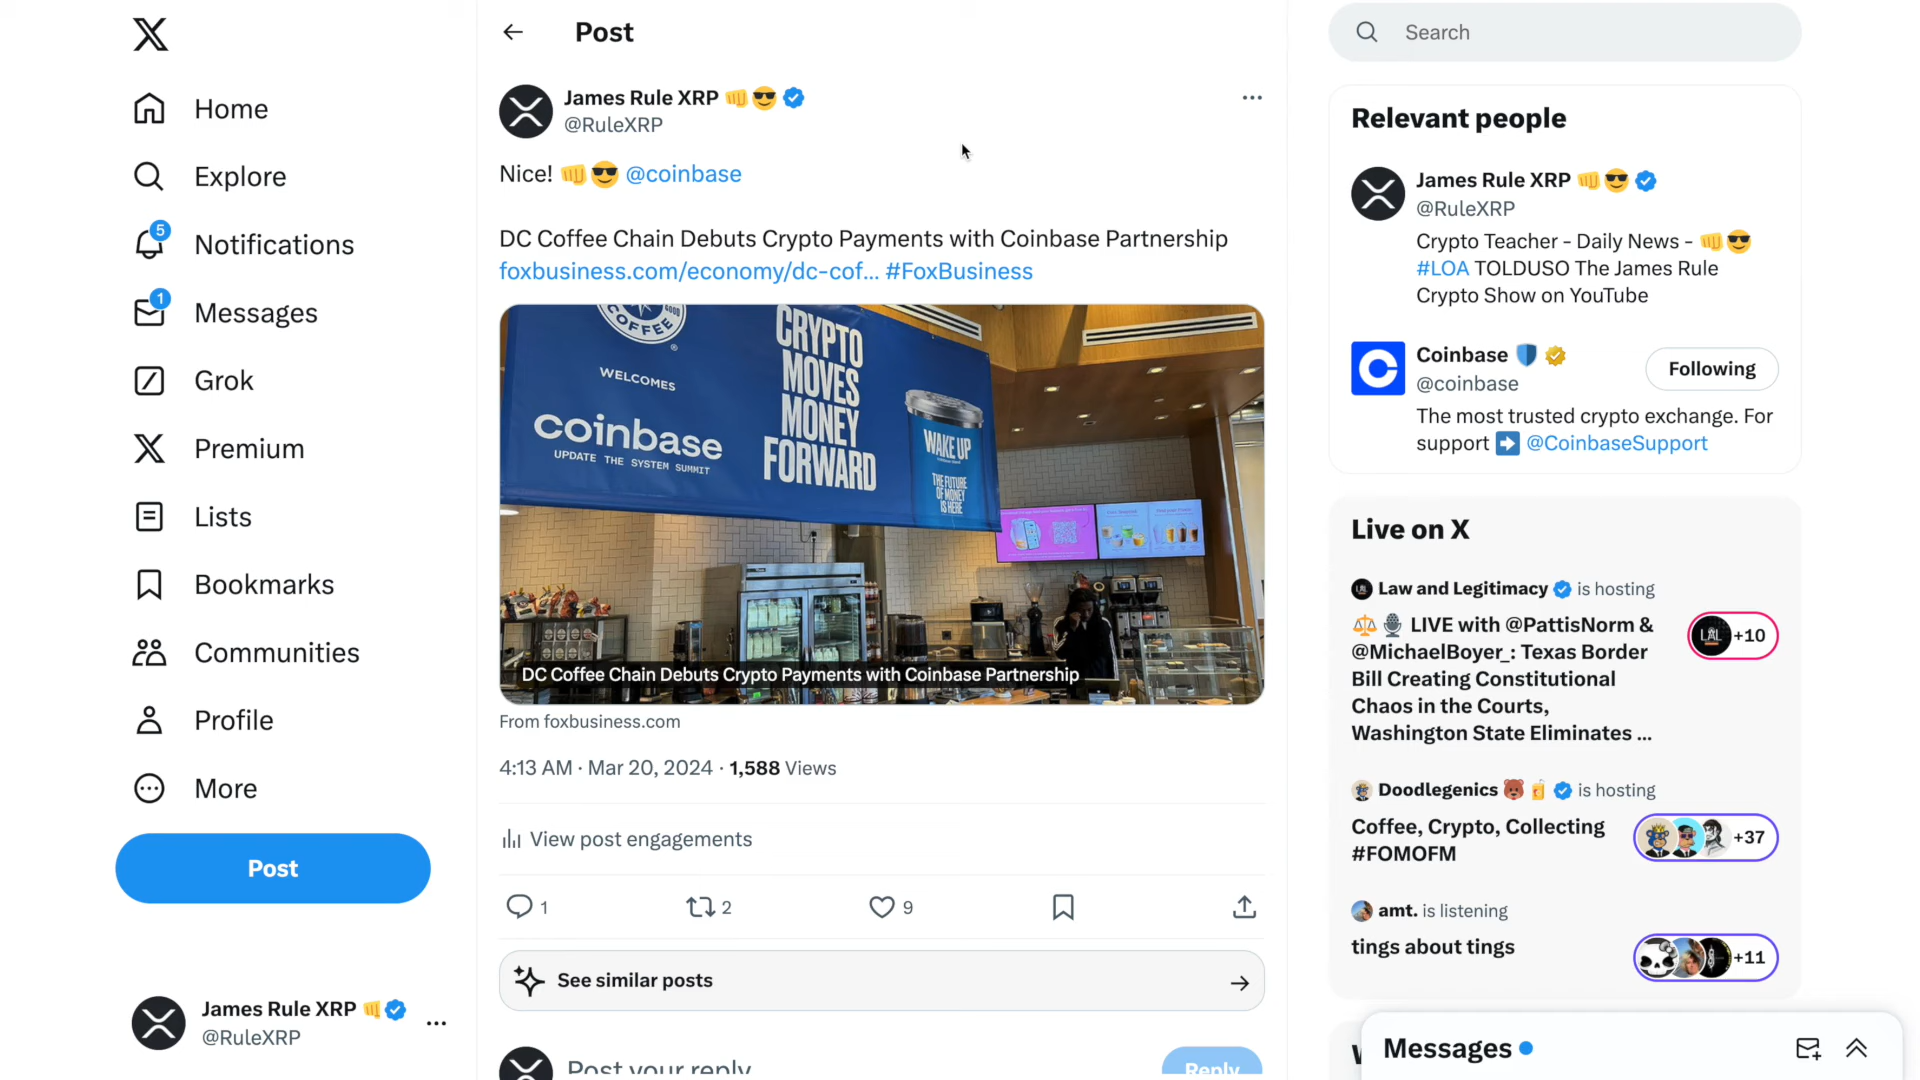 Home
Explore
5
Notifications
1
Messages
Grok
Premium
Lists
Bookmarks
Communities
Profile
More
Post
James Rule XRP 👊 
@RuleXRP
Post
James Rule XRP 👊😎
@RuleXRP
Nice! 👊😎 @coinbase
DC Coffee Chain Debuts Crypto Payments with Coinbase Partnership
foxbusiness.com/economy/dc-cof... #FoxBusiness
COFFEE
WELCOMES
coinbase
UPDATE THE SYSTEM SUMMIT
CRYPTO
MOVES
MONEY
FORWARD
WAKE UP
THE FUTURE
OF MONEY
IS HERE
DC Coffee Chain Debuts Crypto Payments with Coinbase Partnership
From foxbusiness.com
4:13 AM · Mar 20, 2024 · 1,588 Views
View post engagements
1 2 9
See similar posts
Post your reply
Reply
Search
Relevant people
James Rule XRP 👊😎
@RuleXRP
Crypto Teacher - Daily News - 👊😎
#LOA TOLDUSO The James Rule
Crypto Show on YouTube
Coinbase 🛡️
@coinbase
Following
The most trusted crypto exchange. For
support ➡️ @CoinbaseSupport
Live on X
Law and Legitimacy is hosting
⚖️🎙️ LIVE with @PattisNorm &
@MichaelBoyer_: Texas Border
Bill Creating Constitutional
Chaos in the Courts,
Washington State Eliminates ...
LAL +10
Doodlegenics 🐻🍺 is hosting
Coffee, Crypto, Collecting
#FOMOFM
+37
amt. is listening
tings about tings
+11
Messages